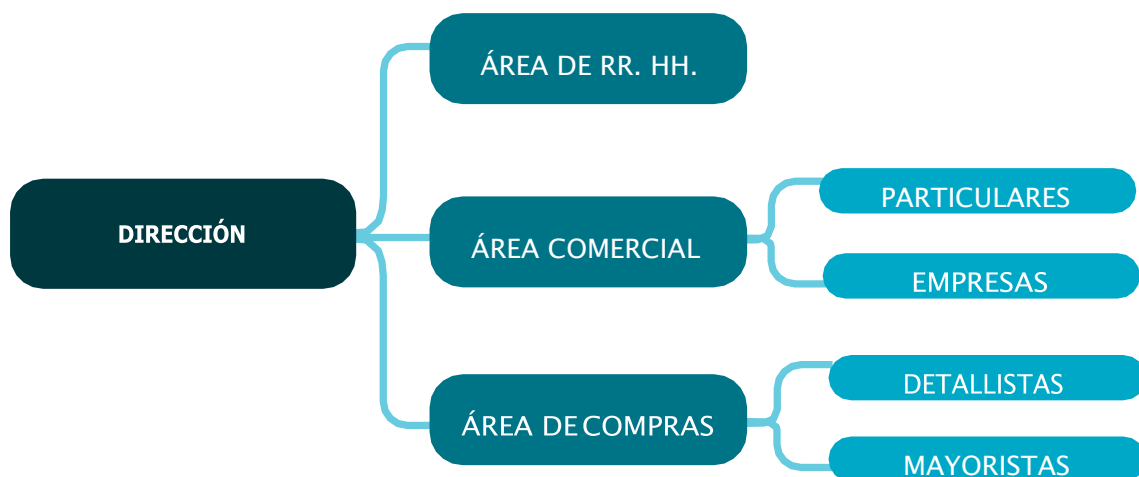 DIRECCIÓN
ÁREA DE RR. HH.
ÁREA COMERCIAL
PARTICULARES
EMPRESAS
ÁREA DE COMPRAS
DETALLISTAS
MAYORISTAS